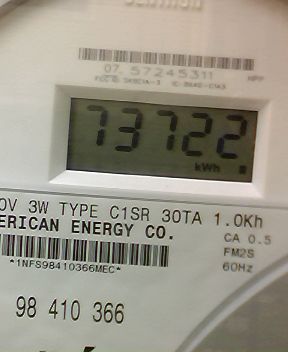 07. 57245311 HPP
73722
kWh
0V 3W TYPE C1SR 30TA 1.0Kh
ERICAN ENERGY CO.
CA 0.5
FM2S
60Hz
*1NFS98410366MEC*
98 410 366